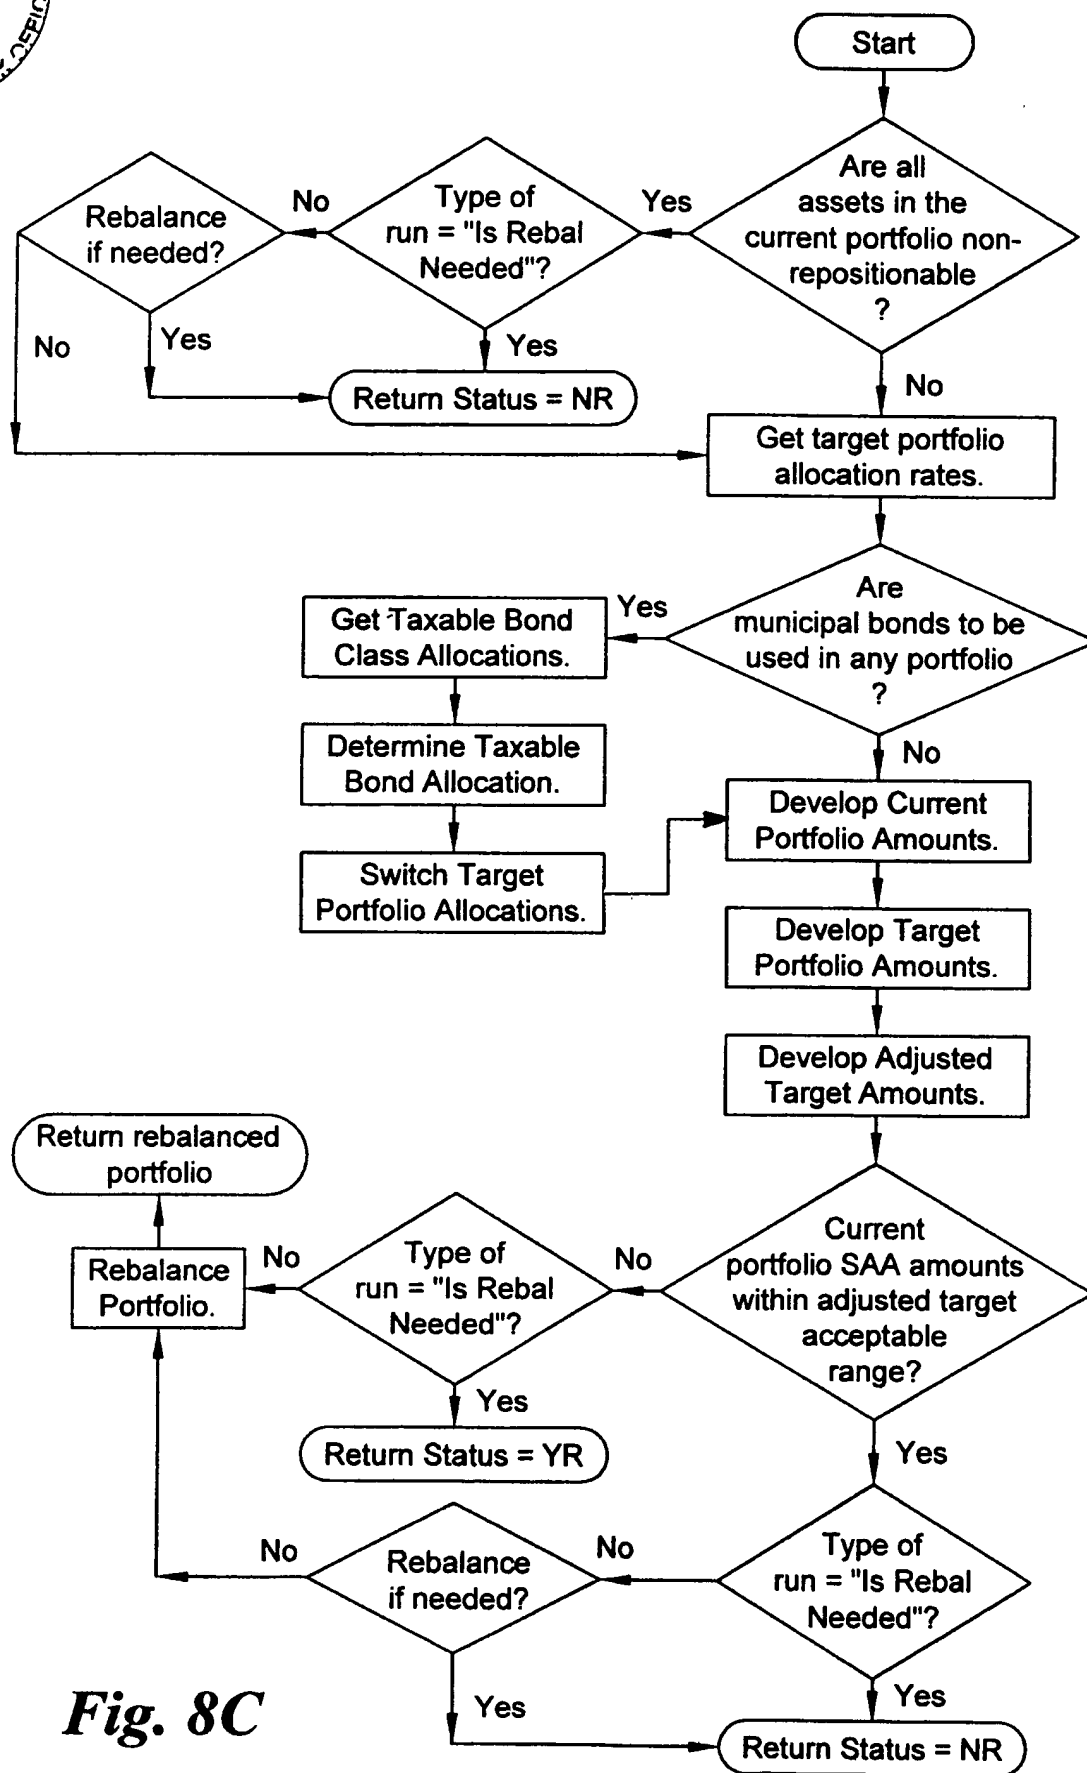 Start
Are all
assets in the
current portfolio non-
repositionable
?
Yes
No
Type of
run = "Is Rebal
Needed"?
No
Yes
Rebalance
if needed?
No
Yes
Return Status = NR
Get target portfolio
allocation rates.
Are
municipal bonds to be
used in any portfolio
?
Yes
No
Get Taxable Bond
Class Allocations.
Determine Taxable
Bond Allocation.
Switch Target
Portfolio Allocations.
Develop Current
Portfolio Amounts.
Develop Target
Portfolio Amounts.
Develop Adjusted
Target Amounts.
Current
portfolio SAA amounts
within adjusted target
acceptable
range?
No
Yes
Type of
run = "Is Rebal
Needed"?
No
Yes
Rebalance
Portfolio.
Return rebalanced
portfolio
Return Status = YR
Type of
run = "Is Rebal
Needed"?
No
Yes
Rebalance
if needed?
No
Yes
Return Status = NR
Fig. 8C